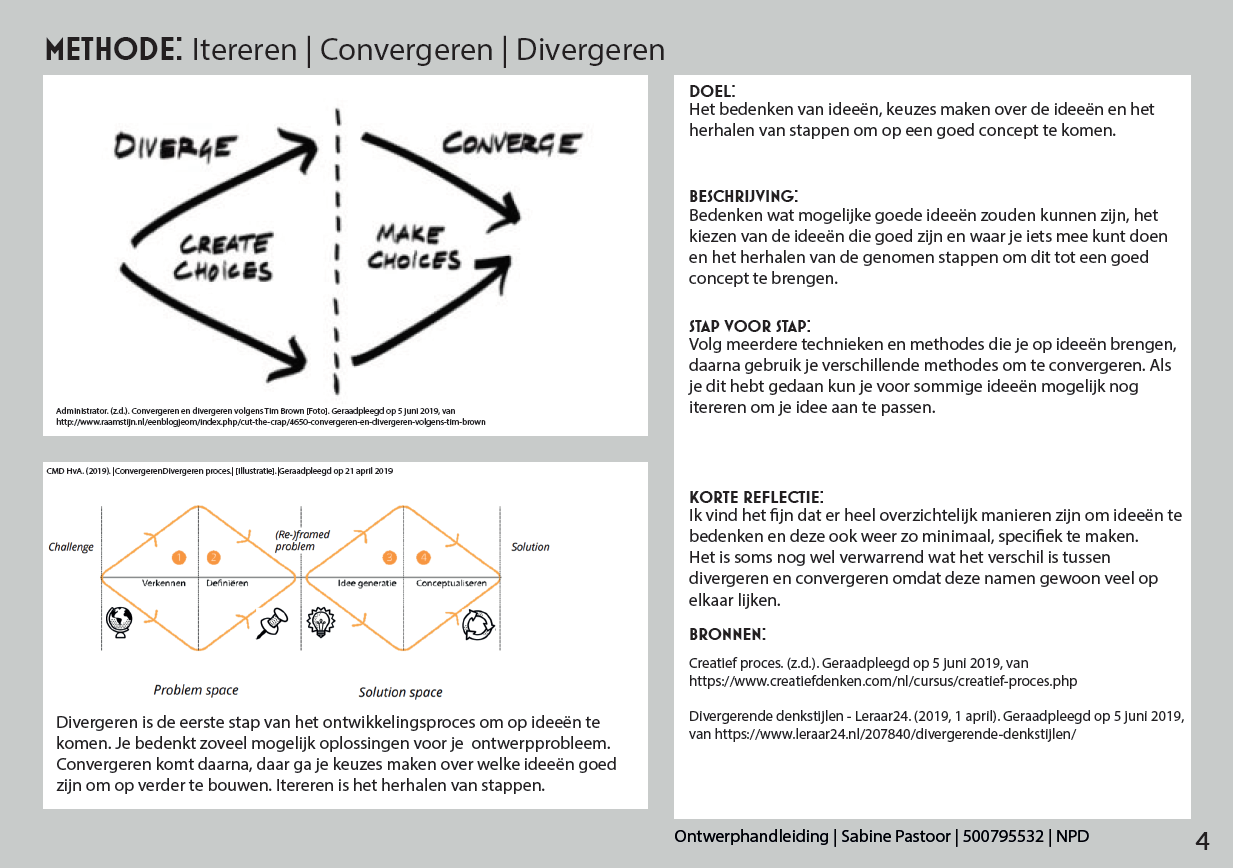 METHODE: Itereren | Convergeren | Divergeren
DIVERGE
CONVERGE
CREATE
CHOICES
MAKE
CHOICES
Administrator. (z.d.). Convergeren en divergeren volgens Tim Brown [Foto]. Geraadpleegd op 5 juni 2019, van
http://www.raamstijn.nl/eenblogjeom/index.php/cut-the-crap/4650-convergeren-en-divergeren-volgens-tim-brown
CMD HvA. (2019). |ConvergerenDivergeren proces.| [Illustratie].|Geraadpleegd op 21 april 2019
Challenge
(Re-)framed
problem
Solution
1
2
3
4
Verkennen
Definiëren
Idee generatie
Conceptualiseren
Problem space
Solution space
Divergeren is de eerste stap van het ontwikkelingsproces om op ideeën te
komen. Je bedenkt zoveel mogelijk oplossingen voor je ontwerpprobleem.
Convergeren komt daarna, daar ga je keuzes maken over welke ideeën goed
zijn om op verder te bouwen. Itereren is het herhalen van stappen.
DOEL:
Het bedenken van ideeën, keuzes maken over de ideeën en het
herhalen van stappen om op een goed concept te komen.
BESCHRIJVING:
Bedenken wat mogelijke goede ideeën zouden kunnen zijn, het
kiezen van de ideeën die goed zijn en waar je iets mee kunt doen
en het herhalen van de genomen stappen om dit tot een goed
concept te brengen.
STAP VOOR STAP:
Volg meerdere technieken en methodes die je op ideeën brengen,
daarna gebruik je verschillende methodes om te convergeren. Als
je dit hebt gedaan kun je voor sommige ideeën mogelijk nog
itereren om je idee aan te passen.
KORTE REFLECTIE:
Ik vind het fijn dat er heel overzichtelijk manieren zijn om ideeën te
bedenken en deze ook weer zo minimaal, specifiek te maken.
Het is soms nog wel verwarrend wat het verschil is tussen
divergeren en convergeren omdat deze namen gewoon veel op
elkaar lijken.
BRONNEN:
Creatief proces. (z.d.). Geraadpleegd op 5 juni 2019, van
https://www.creatiefdenken.com/nl/cursus/creatief-proces.php
Divergerende denkstijlen - Leraar24. (2019, 1 april). Geraadpleegd op 5 juni 2019,
van https://www.leraar24.nl/207840/divergerende-denkstijlen/
Ontwerphandleiding | Sabine Pastoor | 500795532 | NPD
4